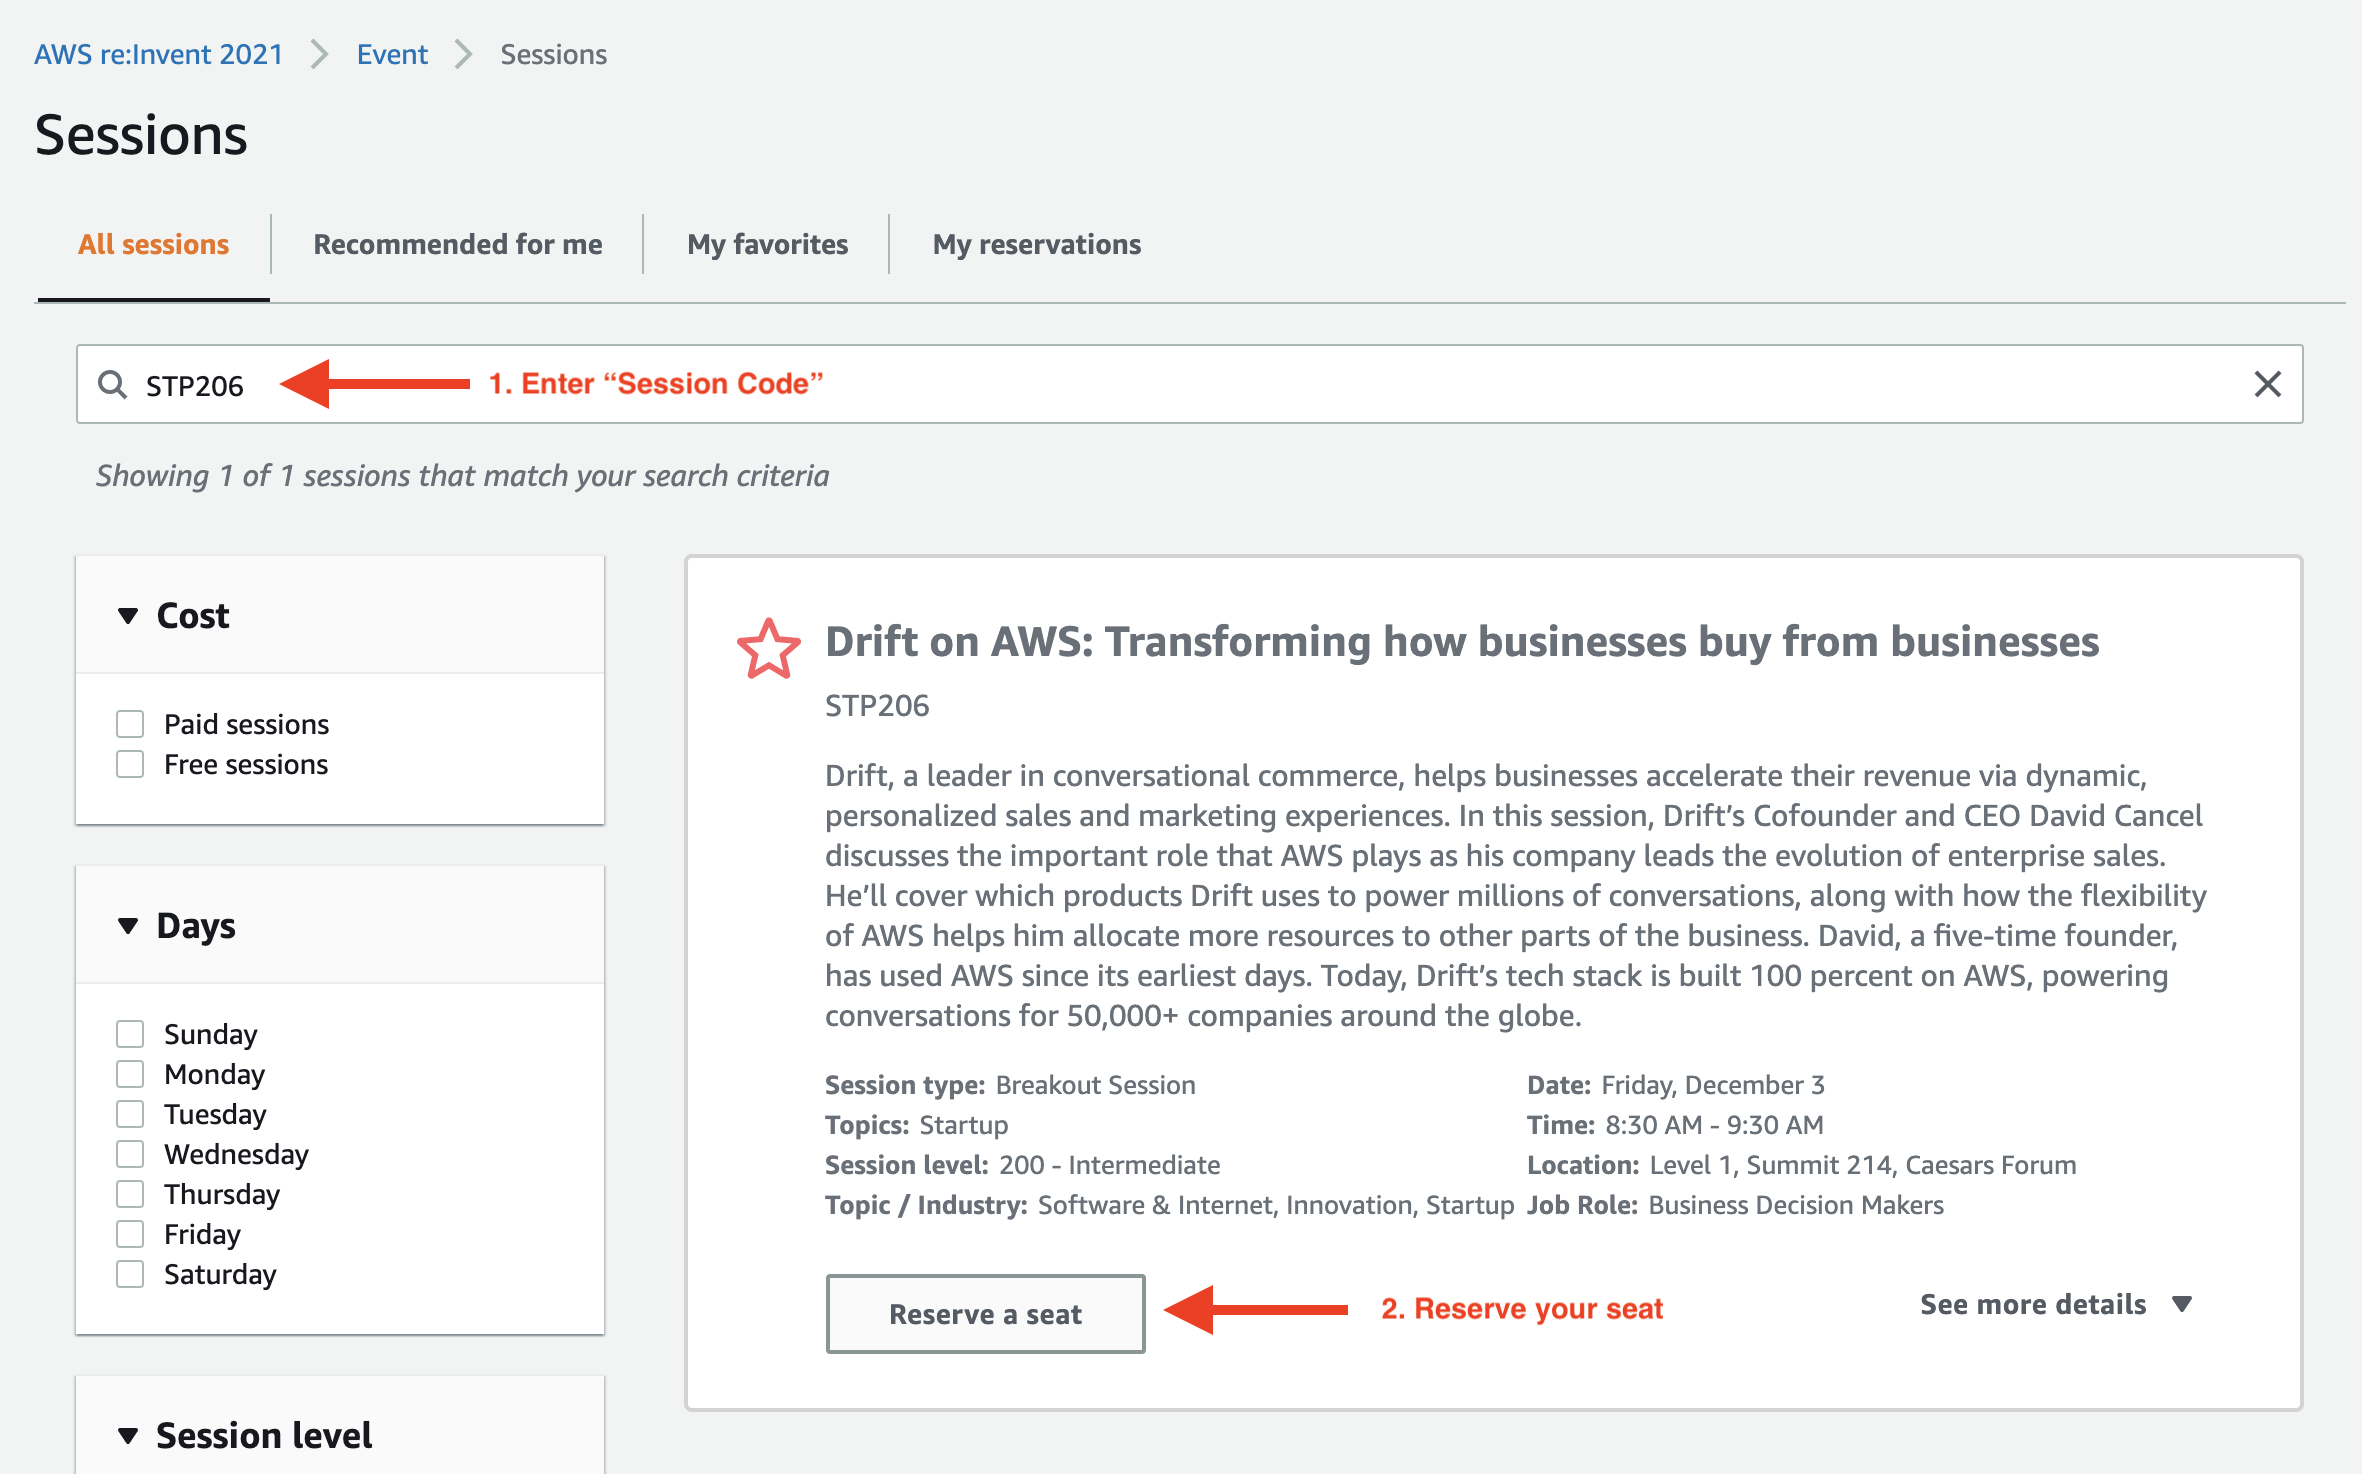 AWS re:Invent 2021 Event Sessions
Sessions
All sessions Recommended for me My favorites My reservations
STP206 1. Enter “Session Code”
Showing 1 of 1 sessions that match your search criteria
Cost
Paid sessions
Free sessions
Days
Sunday
Monday
Tuesday
Wednesday
Thursday
Friday
Saturday
Session level
Drift on AWS: Transforming how businesses buy from businesses
STP206
Drift, a leader in conversational commerce, helps businesses accelerate their revenue via dynamic,
personalized sales and marketing experiences. In this session, Drift’s Cofounder and CEO David Cancel
discusses the important role that AWS plays as his company leads the evolution of enterprise sales.
He’ll cover which products Drift uses to power millions of conversations, along with how the flexibility
of AWS helps him allocate more resources to other parts of the business. David, a five-time founder,
has used AWS since its earliest days. Today, Drift’s tech stack is built 100 percent on AWS, powering
conversations for 50,000+ companies around the globe.
Session type: Breakout Session Date: Friday, December 3
Topics: Startup Time: 8:30 AM - 9:30 AM
Session level: 200 - Intermediate Location: Level 1, Summit 214, Caesars Forum
Topic / Industry: Software & Internet, Innovation, Startup Job Role: Business Decision Makers
Reserve a seat 2. Reserve your seat See more details